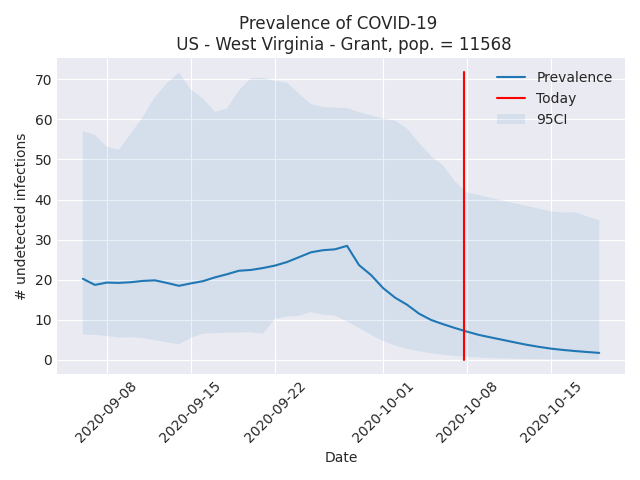 Prevalence of COVID-19
US - West Virginia - Grant, pop. = 11568
Prevalence
Today
95CI
# undetected infections
70
60
50
40
30
20
10
0
2020-09-08
2020-09-15
2020-09-22
2020-10-01
2020-10-08
2020-10-15
Date